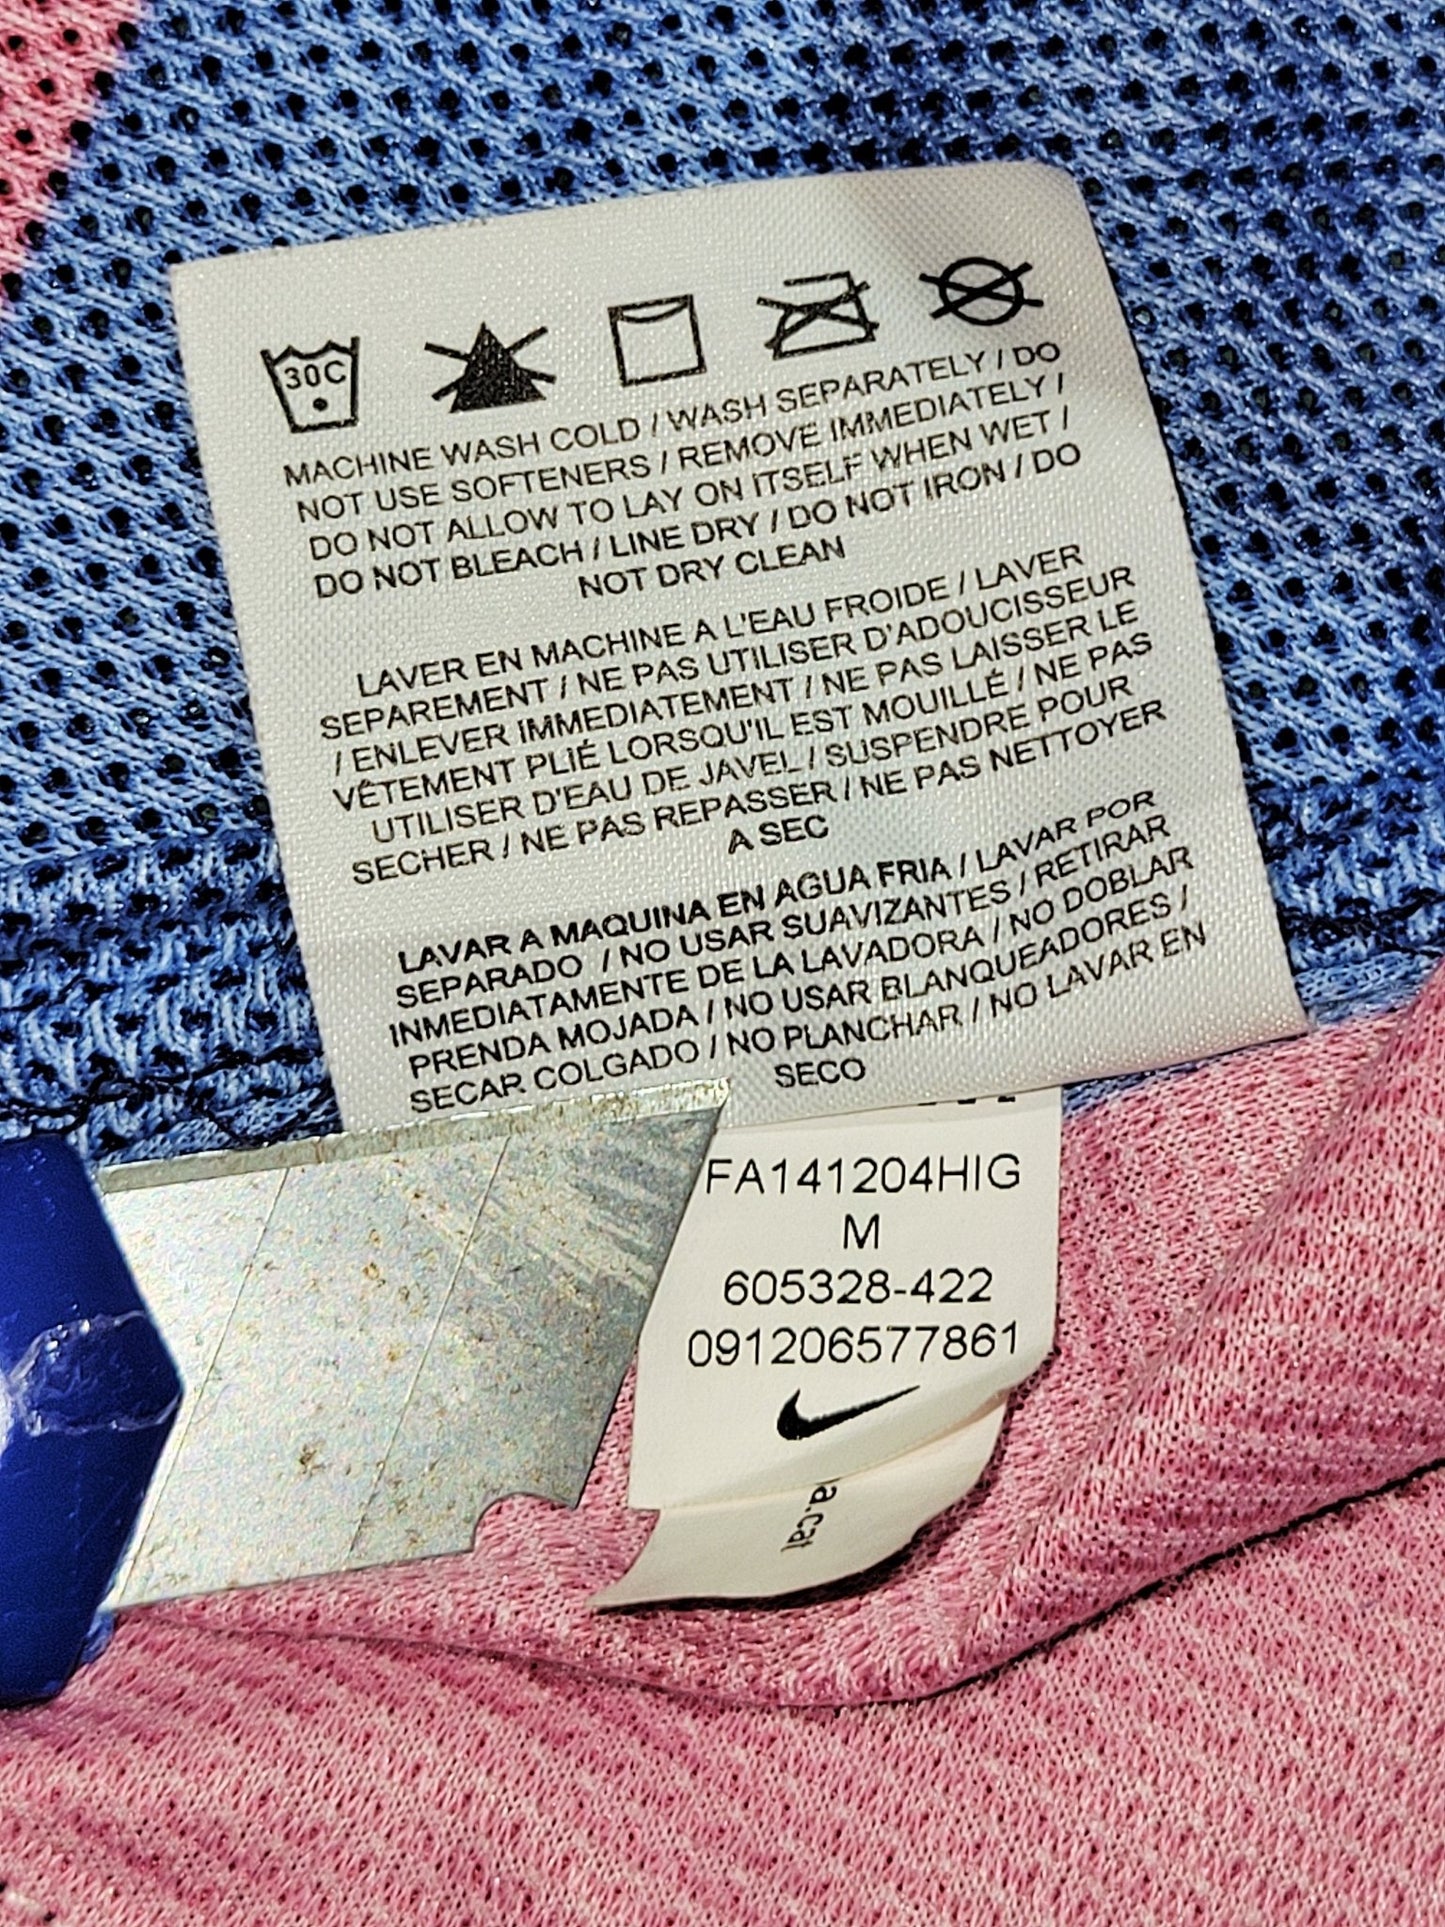 30C
MACHINE WASH COLD / WASH SEPARATELY / DO
NOT USE SOFTENERS / REMOVE IMMEDIATELY /
DO NOT ALLOW TO LAY ON ITSELF WHEN WET /
DO NOT BLEACH / LINE DRY / DO NOT IRON / DO
NOT DRY CLEAN
LAVER EN MACHINE A L'EAU FROIDE / LAVER
SEPAREMENT / NE PAS UTILISER D'ADOUCISSEUR
/ ENLEVER IMMEDIATEMENT / NE PAS LAISSER LE
VÊTEMENT PLIÉ LORSQU'IL EST MOUILLÉ / NE PAS
UTILISER D'EAU DE JAVEL / SUSPENDRE POUR
SECHER / NE PAS REPASSER / NE PAS NETTOYER
A SEC
LAVAR A MAQUINA EN AGUA FRIA / LAVAR POR
SEPARADO / NO USAR SUAVIZANTES / RETIRAR
INMEDIATAMENTE DE LA LAVADORA / NO DOBLAR
PRENDA MOJADA / NO USAR BLANQUEADORES /
SECAR COLGADO / NO PLANCHAR / NO LAVAR EN
SECO
FA141204HIG
M
605328-422
091206577861
a.cat